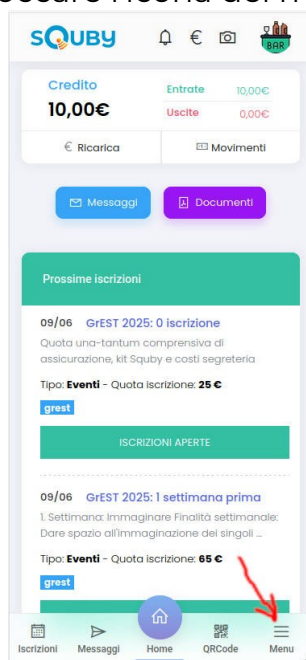 SQUBY
BAR
Credito
10,00€
Entrate 10,00€
Uscite 0,00€
€ Ricarica
Movimenti
Messaggi
Documenti
Prossime iscrizioni
09/06 GrEST 2025: 0 iscrizione
Quota una-tantum comprensiva di
assicurazione, kit Squby e costi segreteria
Tipo: Eventi - Quota iscrizione: 25 €
grest
ISCRIZIONI APERTE
09/06 GrEST 2025: 1 settimana prima
1. Settimana: Immaginare Finalità settimanale:
Dare spazio all'immaginazione dei singoli ...
Tipo: Eventi - Quota iscrizione: 65 €
grest
Iscrizioni Messaggi Home QRCode Menu